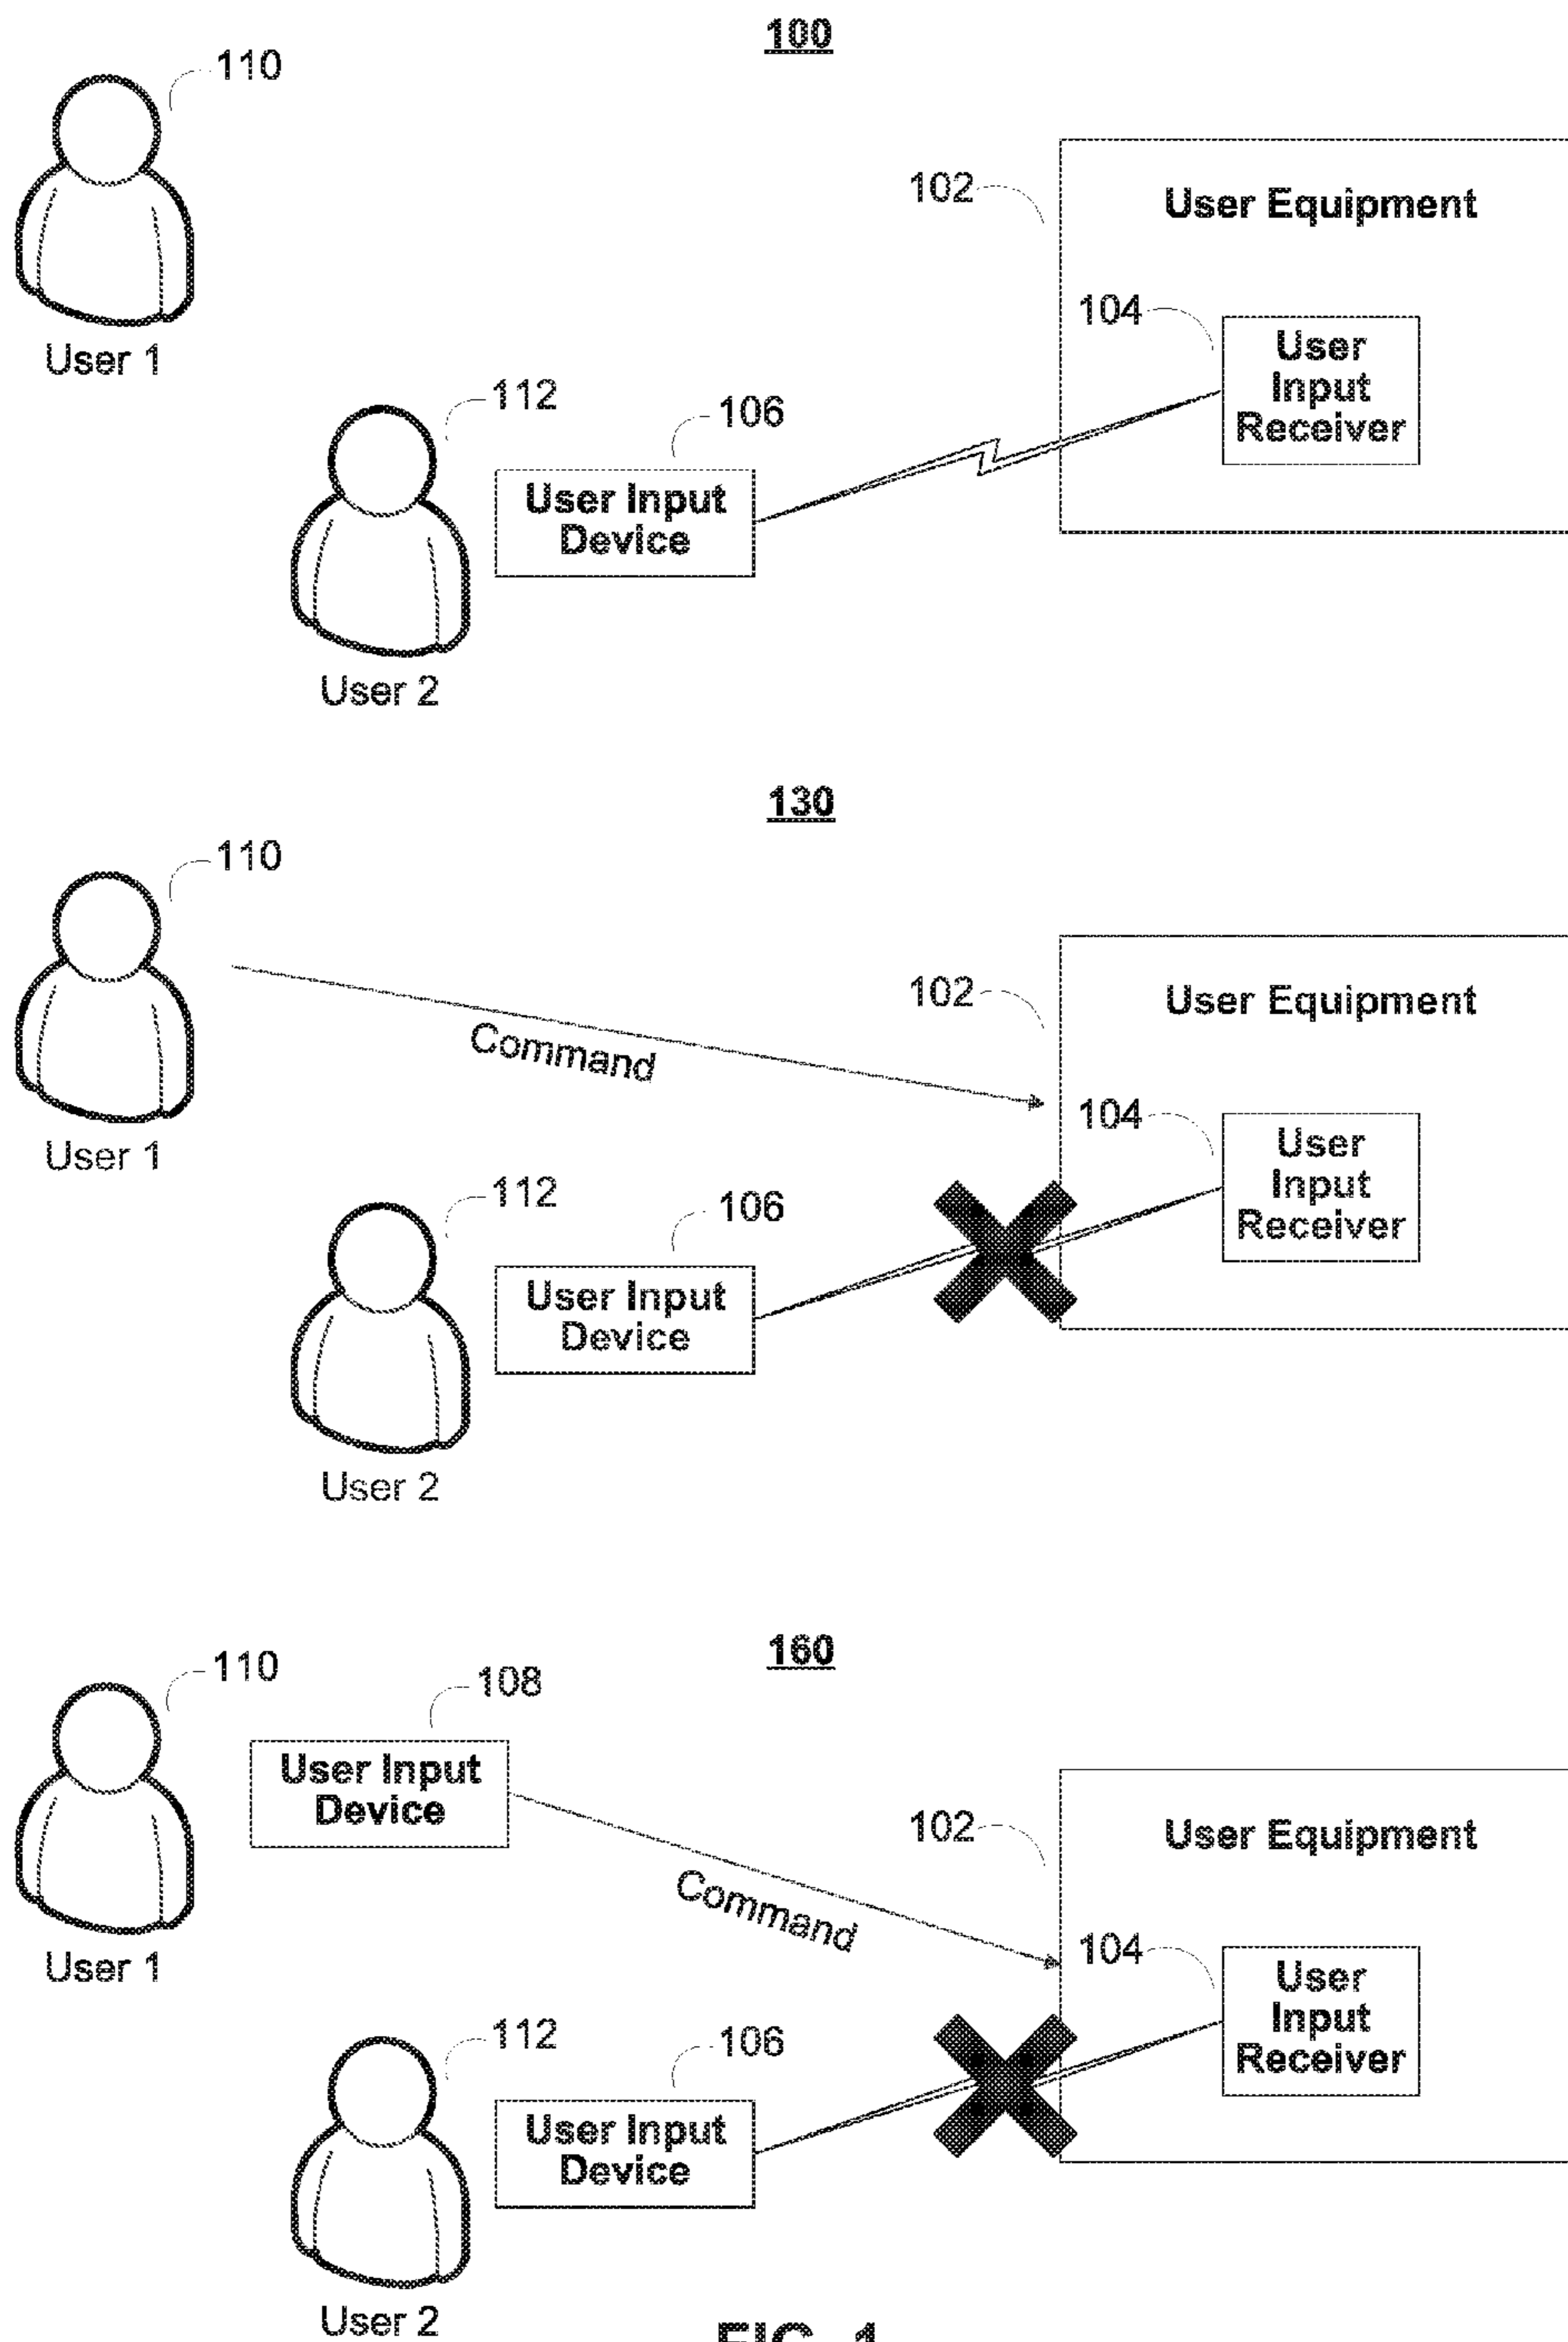 100
110
102
User Equipment
104
User
Input
Receiver
User 1
112
106
User Input
Device
User 2
130
110
102
User Equipment
Command
104
User
Input
Receiver
User 1
112
106
User Input
Device
User 2
160
110
108
User Input
Device
102
User Equipment
Command
104
User
Input
Receiver
User 1
112
106
User Input
Device
User 2
FIG. 1